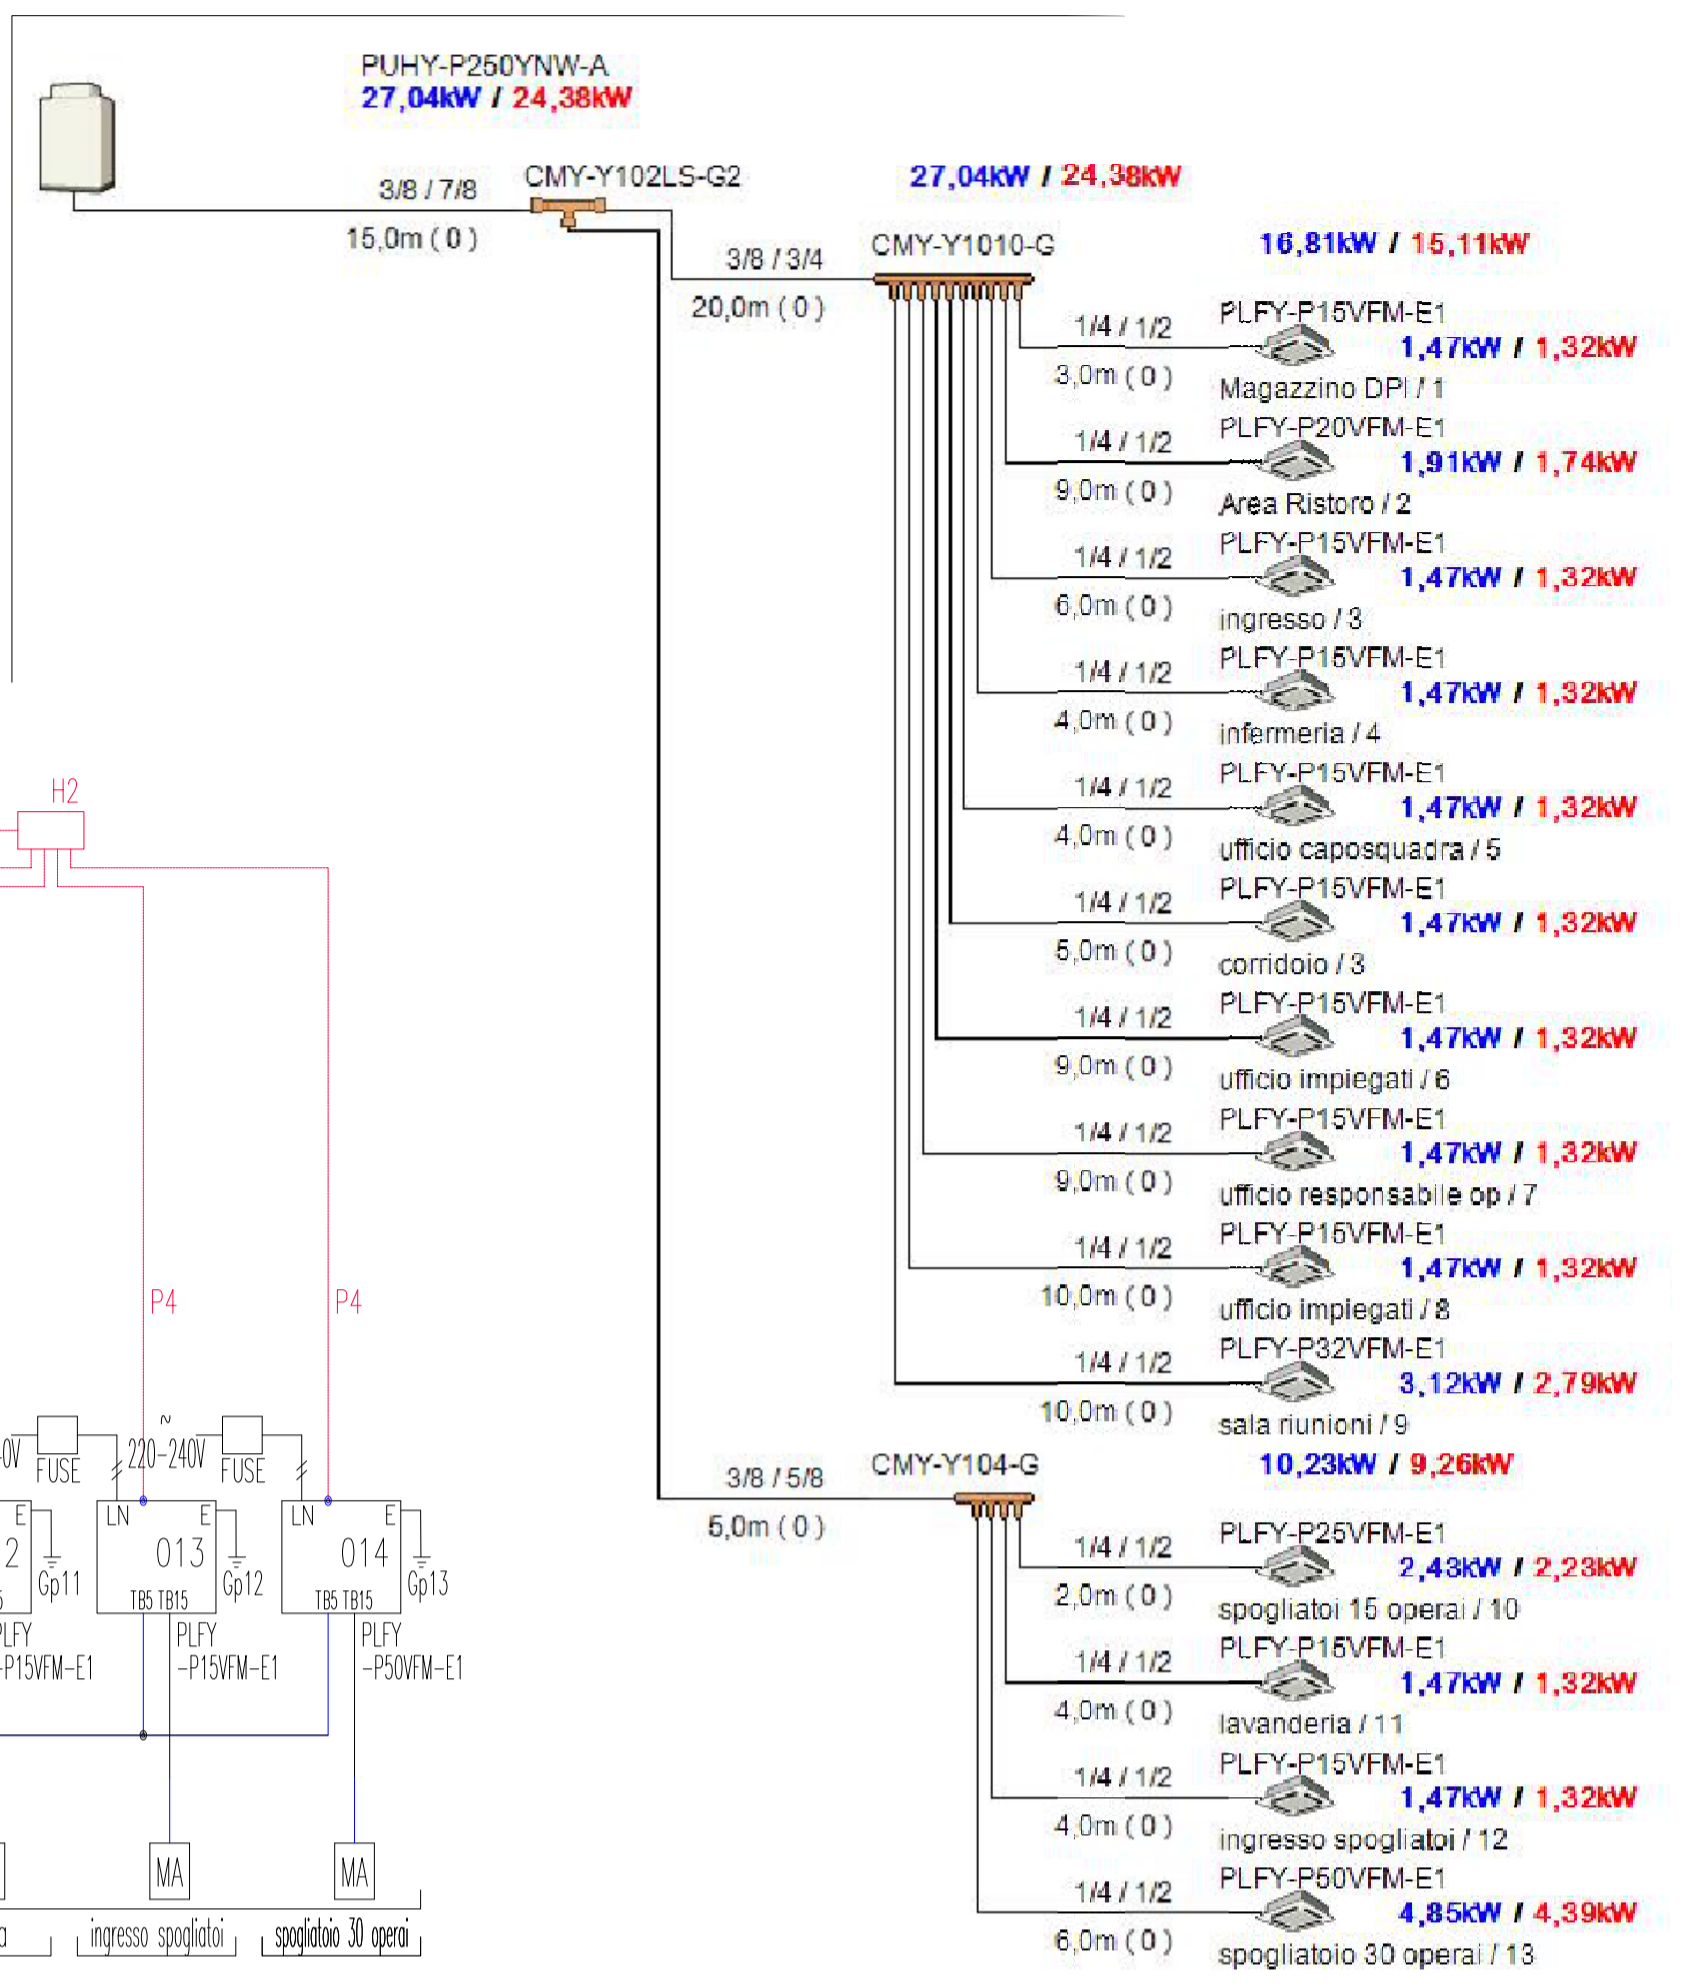 PUHY-P250YNW-A
27,04kW / 24,38kW
3/8 / 7/8
CMY-Y102LS-G2
27,04kW / 24,38kW
15,0m ( 0 )
3/8 / 3/4
CMY-Y1010-G
16,81kW / 15,11kW
20,0m ( 0 )
1/4 / 1/2
PLFY-P15VFM-E1
1,47kW / 1,32kW
3,0m ( 0 )
Magazzino DPI / 1
1/4 / 1/2
PLFY-P20VFM-E1
1,91kW / 1,74kW
9,0m ( 0 )
Area Ristoro / 2
1/4 / 1/2
PLFY-P15VFM-E1
1,47kW / 1,32kW
6,0m ( 0 )
ingresso / 3
1/4 / 1/2
PLFY-P15VFM-E1
1,47kW / 1,32kW
4,0m ( 0 )
infermeria / 4
1/4 / 1/2
PLFY-P15VFM-E1
1,47kW / 1,32kW
4,0m ( 0 )
ufficio caposquadra / 5
1/4 / 1/2
PLFY-P15VFM-E1
1,47kW / 1,32kW
5,0m ( 0 )
corridoio / 3
1/4 / 1/2
PLFY-P15VFM-E1
1,47kW / 1,32kW
9,0m ( 0 )
ufficio impiegati / 6
1/4 / 1/2
PLFY-P15VFM-E1
1,47kW / 1,32kW
9,0m ( 0 )
ufficio responsabile op / 7
1/4 / 1/2
PLFY-P15VFM-E1
1,47kW / 1,32kW
10,0m ( 0 )
ufficio impiegati / 8
1/4 / 1/2
PLFY-P32VFM-E1
3,12kW / 2,79kW
10,0m ( 0 )
sala riunioni / 9
3/8 / 5/8
CMY-Y104-G
10,23kW / 9,26kW
5,0m ( 0 )
1/4 / 1/2
PLFY-P25VFM-E1
2,43kW / 2,23kW
2,0m ( 0 )
spogliatoi 15 operai / 10
1/4 / 1/2
PLFY-P15VFM-E1
1,47kW / 1,32kW
4,0m ( 0 )
lavanderia / 11
1/4 / 1/2
PLFY-P15VFM-E1
1,47kW / 1,32kW
4,0m ( 0 )
ingresso spogliatoi / 12
1/4 / 1/2
PLFY-P50VFM-E1
4,85kW / 4,39kW
6,0m ( 0 )
spogliatoio 30 operai / 13
H2
P4
P4
0V
FUSE
~
220-240V
FUSE
E
2
Gp11
PLFY
-P15VFM-E1
LN
E
013
TB5 TB15
Gp12
PLFY
-P15VFM-E1
LN
E
014
TB5 TB15
Gp13
PLFY
-P50VFM-E1
MA
MA
a
ingresso spogliatoi
spogliatoio 30 operai